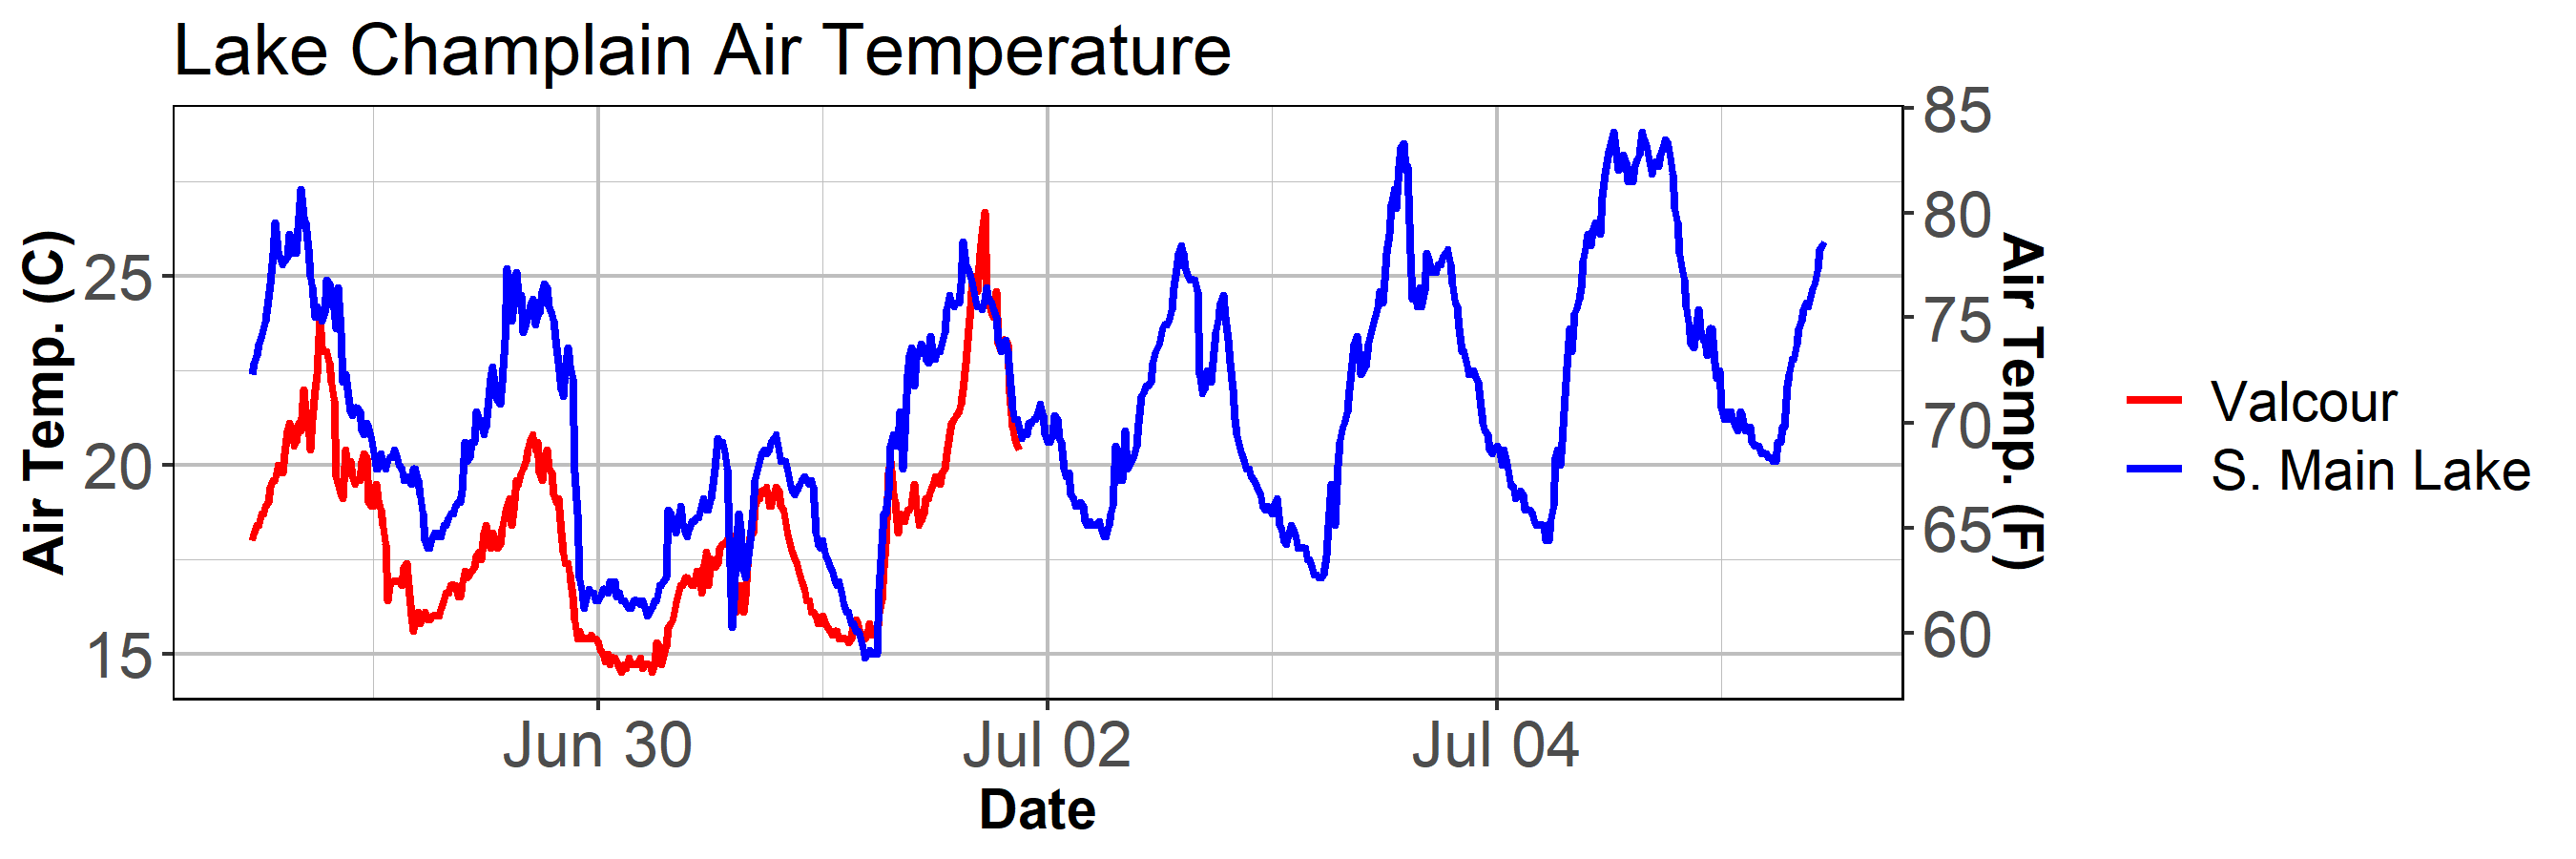 Lake Champlain Air Temperature
Air Temp. (C)
25
20
15
85
80
75
70
65
60
Air Temp. (F)
Jun 30
Jul 02
Jul 04
Date
Valcour
S. Main Lake